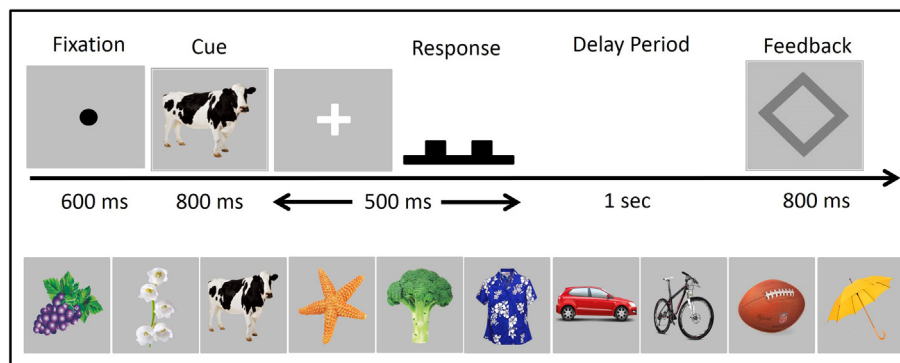 Fixation
Cue
Response
Delay Period
Feedback
600 ms
800 ms
500 ms
1 sec
800 ms